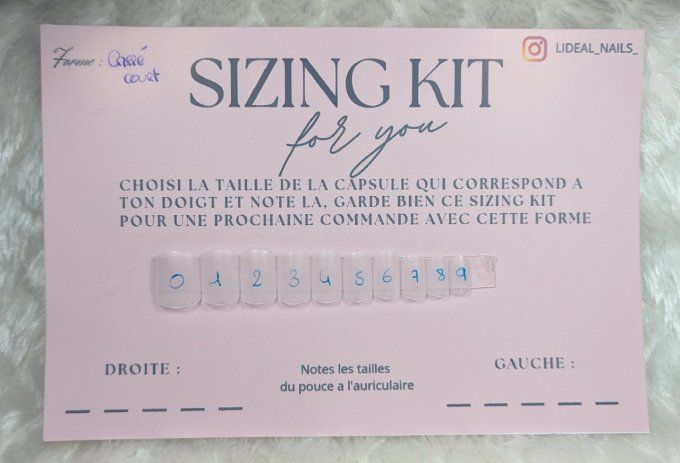 Forme : Carré
court
LIDEAL_NAILS_
SIZING KIT
for you
CHOISI LA TAILLE DE LA CAPSULE QUI CORRESPOND A
TON DOIGT ET NOTE LA, GARDE BIEN CE SIZING KIT
POUR UNE PROCHAINE COMMANDE AVEC CETTE FORME
0 1 2 3 4 5 6 7 8 9
DROITE :
Notes les tailles
du pouce a l'auriculaire
GAUCHE :